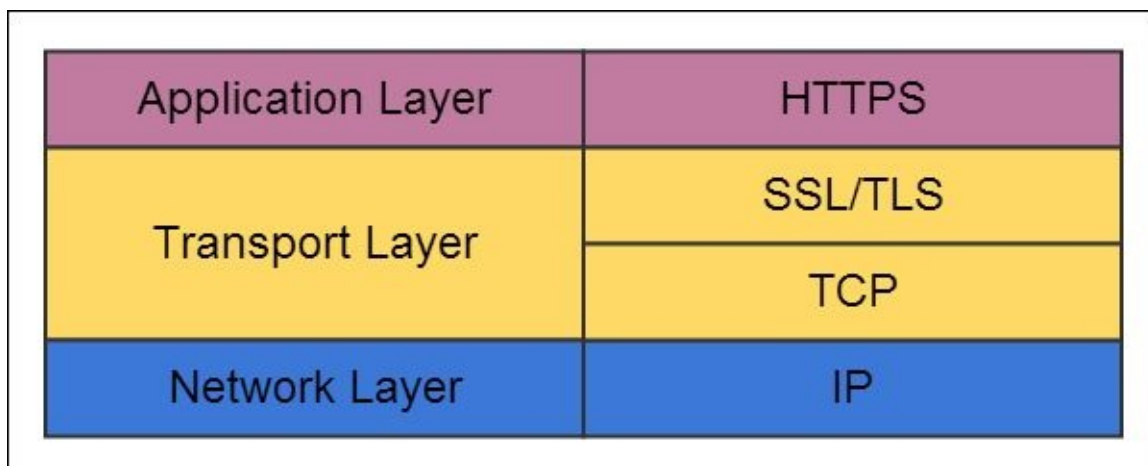 Application Layer
HTTPS
Transport Layer
SSL/TLS
TCP
Network Layer
IP